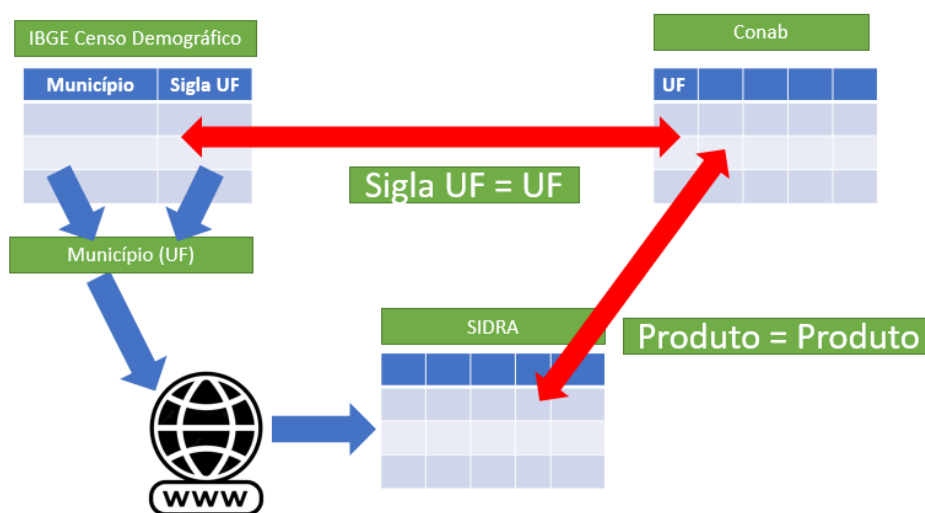 IBGE Censo Demográfico
Conab
Município Sigla UF
UF
Sigla UF = UF
Município (UF)
SIDRA
Produto = Produto
WWW